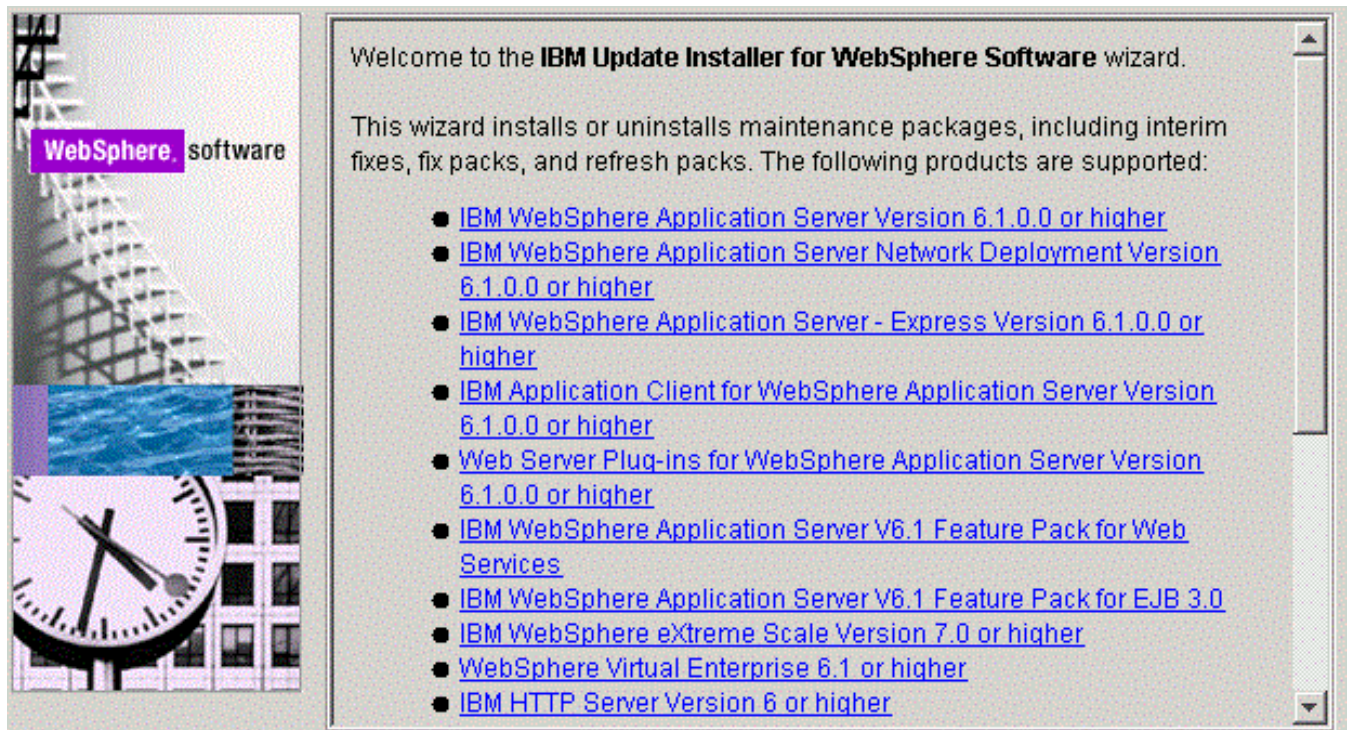 WebSphere. software
Welcome to the IBM Update Installer for WebSphere Software wizard.
This wizard installs or uninstalls maintenance packages, including interim
fixes, fix packs, and refresh packs. The following products are supported:
IBM WebSphere Application Server Version 6.1.0.0 or higher
IBM WebSphere Application Server Network Deployment Version
6.1.0.0 or higher
IBM WebSphere Application Server - Express Version 6.1.0.0 or
higher
IBM Application Client for WebSphere Application Server Version
6.1.0.0 or higher
Web Server Plug-ins for WebSphere Application Server Version
6.1.0.0 or higher
IBM WebSphere Application Server V6.1 Feature Pack for Web
Services
IBM WebSphere Application Server V6.1 Feature Pack for EJB 3.0
IBM WebSphere eXtreme Scale Version 7.0 or higher
WebSphere Virtual Enterprise 6.1 or higher
IBM HTTP Server Version 6 or higher